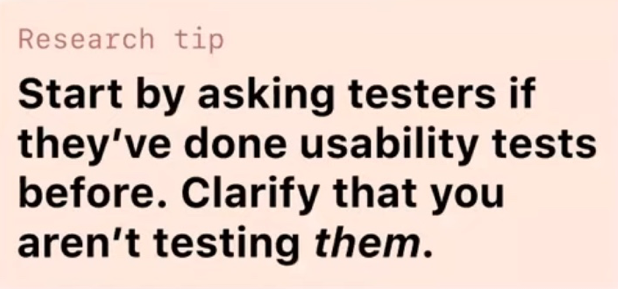 Research tip
Start by asking testers if
they’ve done usability tests
before. Clarify that you
aren’t testing them.